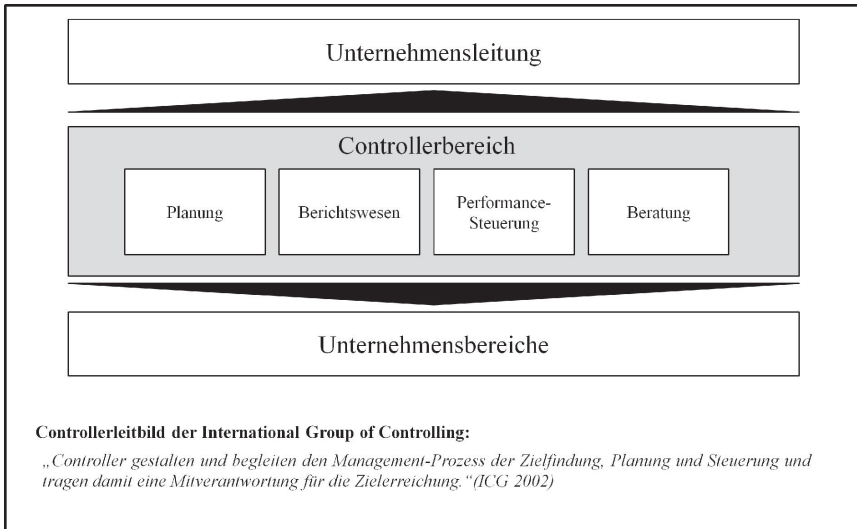 Unternehmensleitung
Controllerbereich
Planung
Berichtswesen
Performance-
Steuerung
Beratung
Unternehmensbereiche
Controllerleitbild der International Group of Controlling:
„Controller gestalten und begleiten den Management-Prozess der Zielfindung, Planung und Steuerung und
tragen damit eine Mitverantwortung für die Zielerreichung.“(ICG 2002)